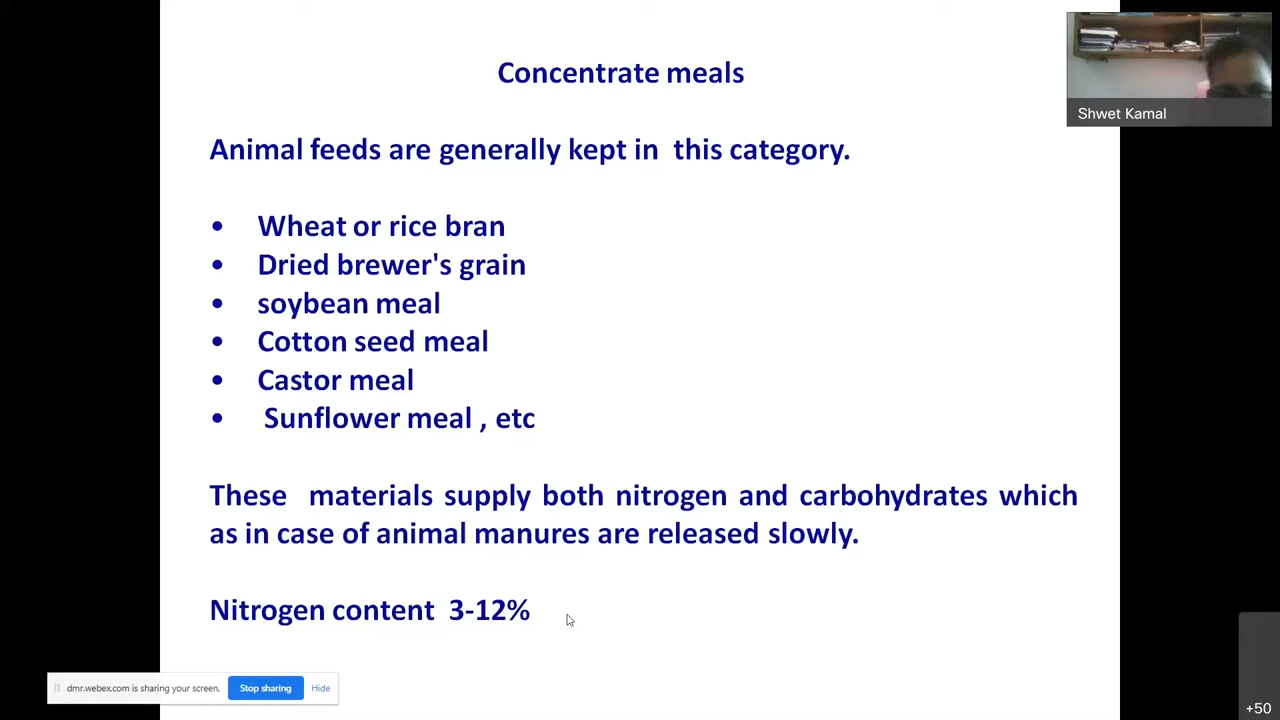 Concentrate meals
Shwet Kamal
Animal feeds are generally kept in this category.
• Wheat or rice bran
• Dried brewer's grain
• soybean meal
• Cotton seed meal
• Castor meal
• Sunflower meal , etc
These materials supply both nitrogen and carbohydrates which
as in case of animal manures are released slowly.
Nitrogen content 3-12%
dmr.webex.com is sharing your screen. Stop sharing Hide
+50